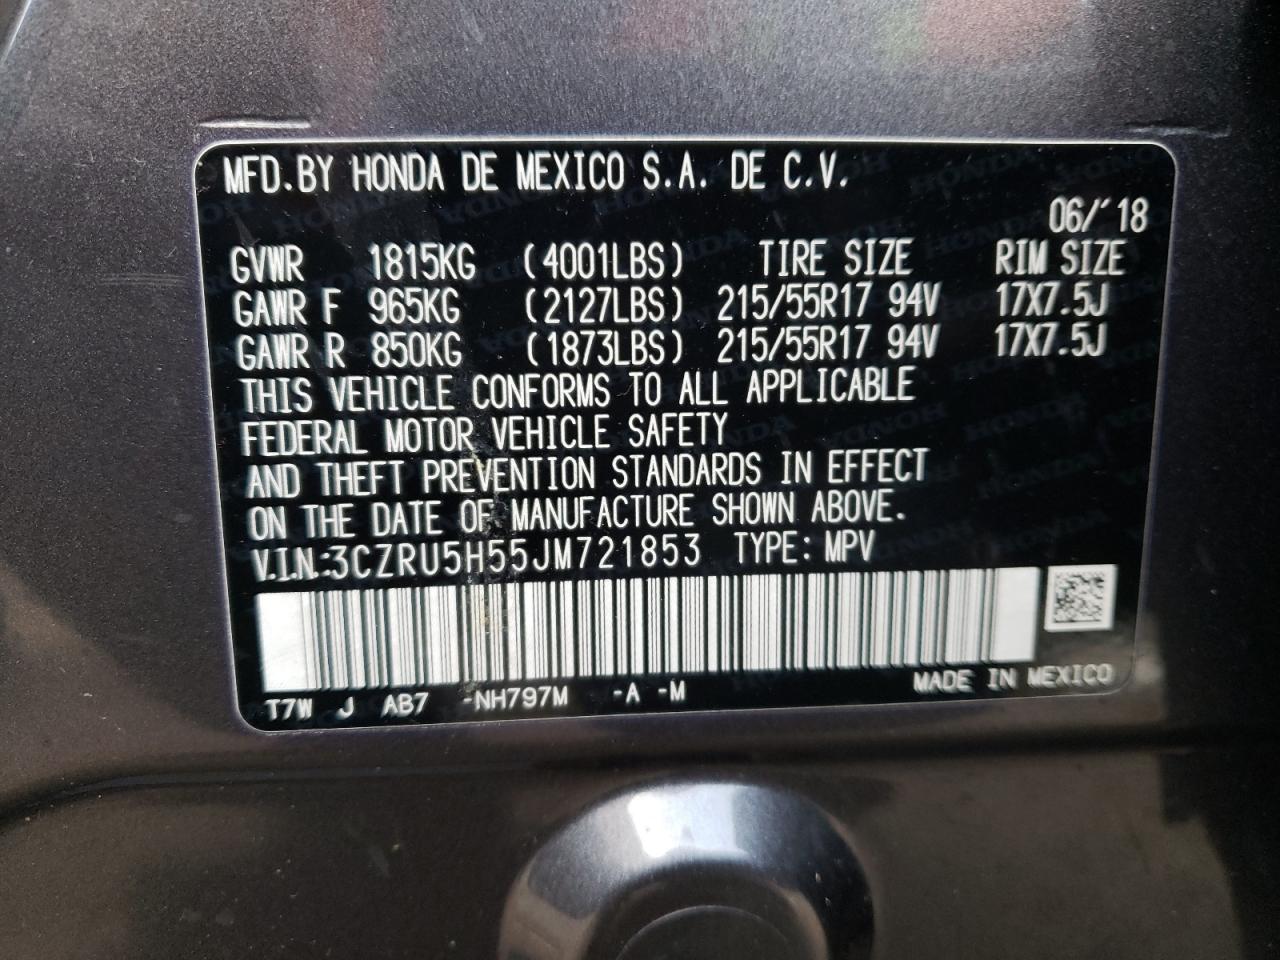 MFD.BY HONDA DE MEXICO S.A. DE C.V.
06/'18
GVWR 1815KG (4001LBS) TIRE SIZE RIM SIZE
GAWR F 965KG (2127LBS) 215/55R17 94V 17X7.5J
GAWR R 850KG (1873LBS) 215/55R17 94V 17X7.5J
THIS VEHICLE CONFORMS TO ALL APPLICABLE
FEDERAL MOTOR VEHICLE SAFETY
AND THEFT PREVENTION STANDARDS IN EFFECT
ON THE DATE OF MANUFACTURE SHOWN ABOVE.
V.I.N.:3CZRU5H55JM721853 TYPE: MPV
MADE IN MEXICO
T7W J AB7 -NH797M -A -M